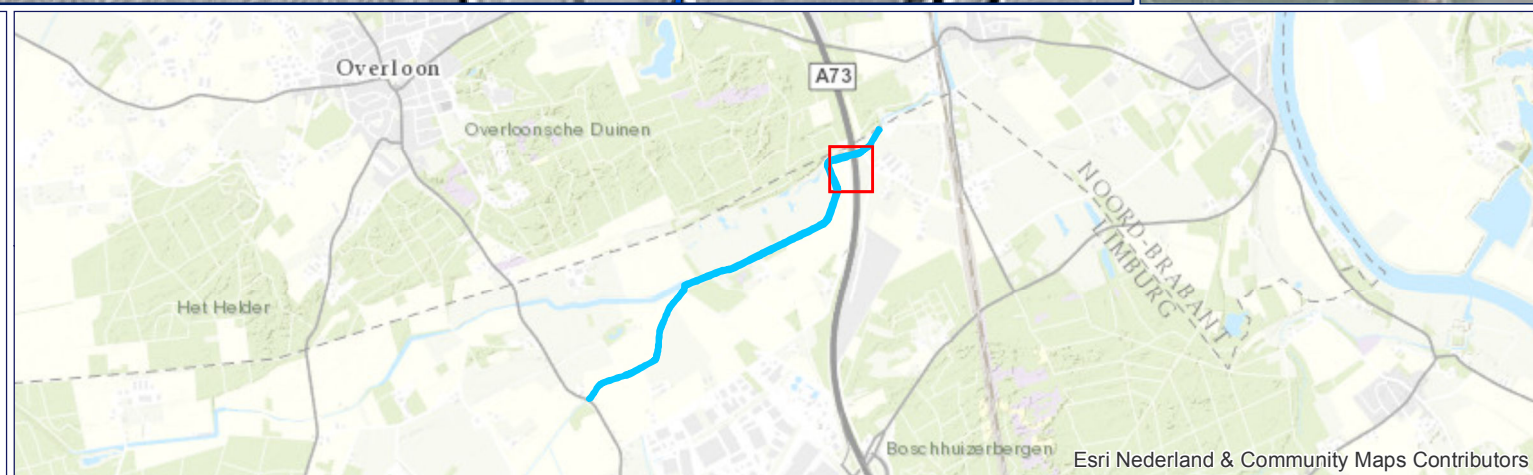 Overloon
A73
Overloonsche Duinen
NOORD-BRABANT
LIMBURG
Het Helder
Boschhuizerbergen
Esri Nederland & Community Maps Contributors